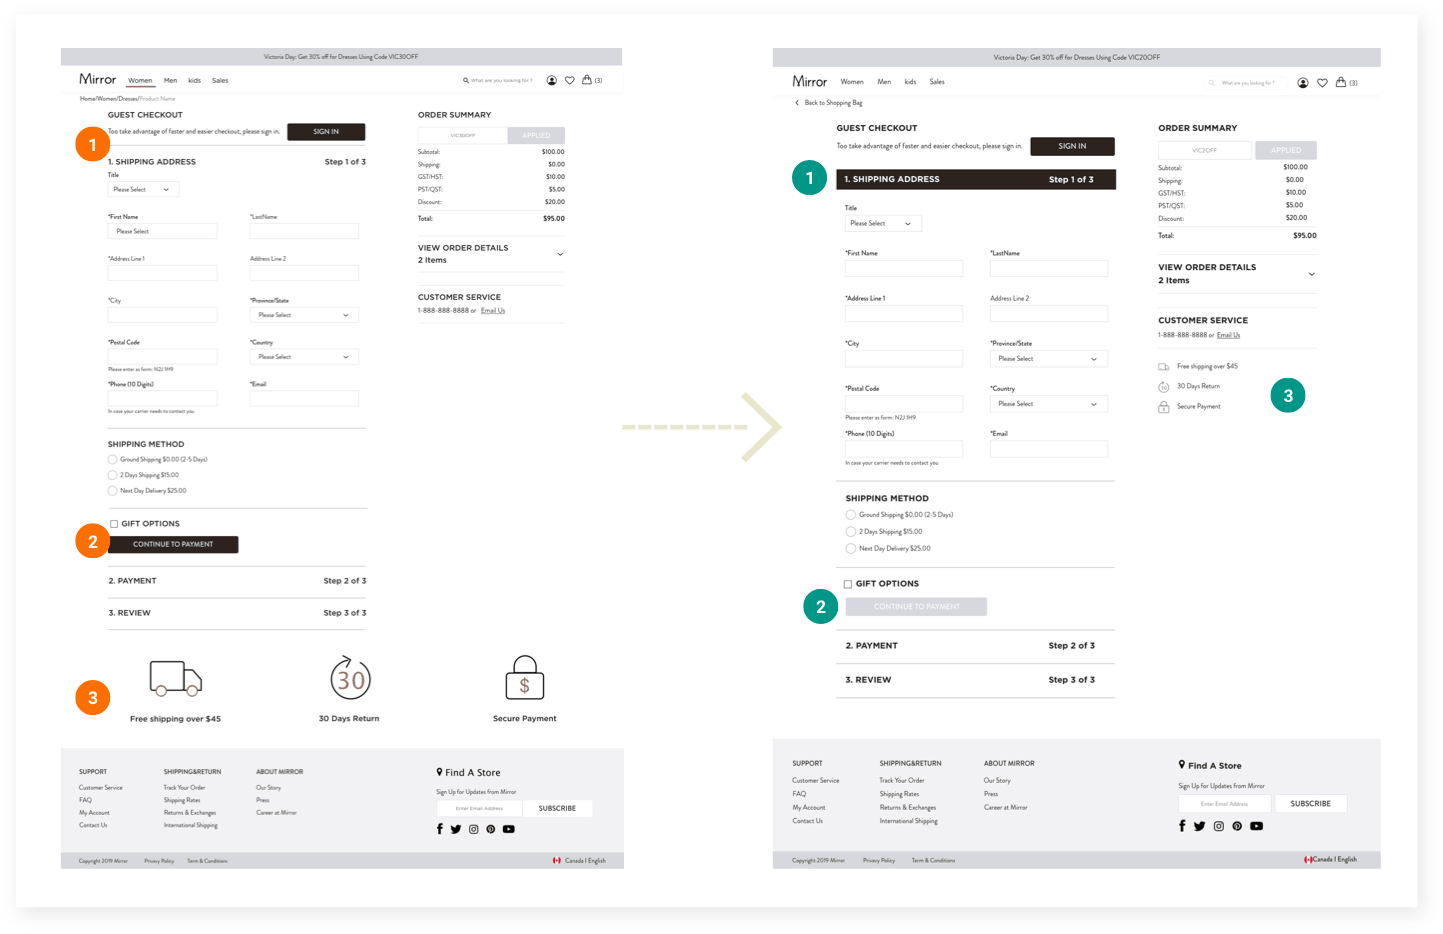 Victoria Day: Get 30% off for Dresses Using Code VIC30OFF
Mirror Women Men kids Sales What are you looking for ? (3)
Home/Women/Dresses/Product Name
GUEST CHECKOUT
Too take advantage of faster and easier checkout, please sign in. SIGN IN
1
1. SHIPPING ADDRESS Step 1 of 3
Title
Please Select
*First Name *LastName
Please Select
*Address Line 1 Address Line 2
*City *Province/State
Please Select
*Postal Code *Country
Please Select
Please enter as form: N2J 1H9
*Phone (10 Digits) *Email
In case your carrier needs to contact you
SHIPPING METHOD
Ground Shipping $0.00 (2-5 Days)
2 Days Shipping $15.00
Next Day Delivery $25.00
GIFT OPTIONS
2
CONTINUE TO PAYMENT
2. PAYMENT Step 2 of 3
3. REVIEW Step 3 of 3
ORDER SUMMARY
VIC30OFF APPLIED
Subtotal: $100.00
Shipping: $0.00
GST/HST: $10.00
PST/QST: $5.00
Discount: $20.00
Total: $95.00
VIEW ORDER DETAILS
2 Items
CUSTOMER SERVICE
1-888-888-8888 or Email Us
3
30 $
Free shipping over $45 30 Days Return Secure Payment
SUPPORT SHIPPING&RETURN ABOUT MIRROR Find A Store
Customer Service Track Your Order Our Story Sign Up for Updates from Mirror
FAQ Shipping Rates Press
My Account Returns & Exchanges Career at Mirror Enter Email Address SUBSCRIBE
Contact Us International Shipping
Copyright 2019 Mirror Privacy Policy Term & Conditions Canada | English
Victoria Day: Get 30% off for Dresses Using Code VIC20OFF
Mirror Women Men kids Sales What are you looking for ? (3)
Back to Shopping Bag
GUEST CHECKOUT
Too take advantage of faster and easier checkout, please sign in. SIGN IN
1
1. SHIPPING ADDRESS Step 1 of 3
Title
Please Select
*First Name *LastName
*Address Line 1 Address Line 2
*City *Province/State
Please Select
*Postal Code *Country
Please Select
Please enter as form: N2J 1H9
*Phone (10 Digits) *Email
In case your carrier needs to contact you
SHIPPING METHOD
Ground Shipping $0.00 (2-5 Days)
2 Days Shipping $15.00
Next Day Delivery $25.00
GIFT OPTIONS
2
CONTINUE TO PAYMENT
2. PAYMENT Step 2 of 3
3. REVIEW Step 3 of 3
ORDER SUMMARY
VIC2OFF APPLIED
Subtotal: $100.00
Shipping: $0.00
GST/HST: $10.00
PST/QST: $5.00
Discount: $20.00
Total: $95.00
VIEW ORDER DETAILS
2 Items
CUSTOMER SERVICE
1-888-888-8888 or Email Us
Free shipping over $45
30 30 Days Return
3
Secure Payment
SUPPORT SHIPPING&RETURN ABOUT MIRROR Find A Store
Customer Service Track Your Order Our Story Sign Up for Updates from Mirror
FAQ Shipping Rates Press
My Account Returns & Exchanges Career at Mirror Enter Email Address SUBSCRIBE
Contact Us International Shipping
Copyright 2019 Mirror Privacy Policy Term & Conditions Canada | English